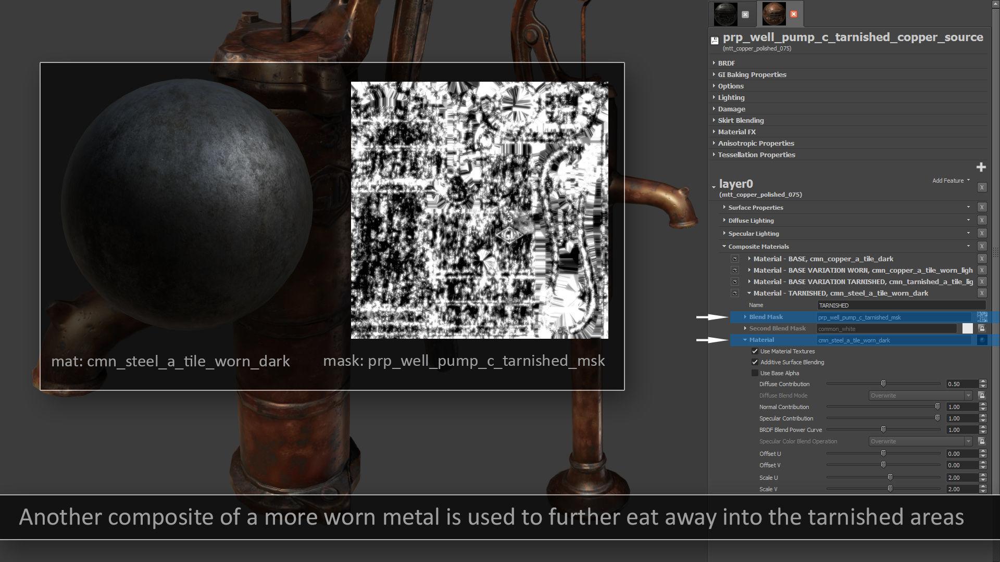 prp_well_pump_c_tarnished_copper_source
(mtt_copper_polished_075)
BRDF
GI Baking Properties
Options
Lighting
Damage
Skirt Blending
Material FX
Anisotropic Properties
Tessellation Properties
layer0
Add Feature
X
(mtt_copper_polished_075)
Surface Properties X
Diffuse Lighting X
Specular Lighting X
Composite Materials X
Material - BASE, cmn_copper_a_tile_dark X
Material - BASE VARIATION WORN, cmn_copper_a_tile_worn_ligh X
Material - BASE VARIATION TARNISHED, cmn_tarnished_a_tile_lig X
Material - TARNISHED, cmn_steel_a_tile_worn_dark X
Name TARNISHED
Blend Mask prp_well_pump_c_tarnished_msk
Second Blend Mask common_white
Material cmn_steel_a_tile_worn_dark
Use Material Textures
Additive Surface Blending
Use Base Alpha
Diffuse Contribution 0.50
Diffuse Blend Mode Overwrite
Normal Contribution 1.00
Specular Contribution 1.00
BRDF Blend Power Curve 1.00
Specular Color Blend Operation Overwrite
Offset U 0.00
Offset V 0.00
Scale U 2.00
Scale V 2.00
mat: cmn_steel_a_tile_worn_dark
mask: prp_well_pump_c_tarnished_msk
Another composite of a more worn metal is used to further eat away into the tarnished areas